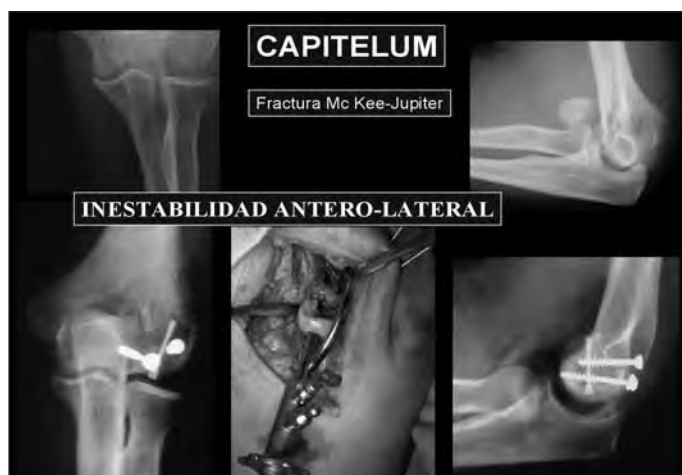 CAPITELUM
Fractura Mc Kee-Jupiter
INESTABILIDAD ANTERO-LATERAL